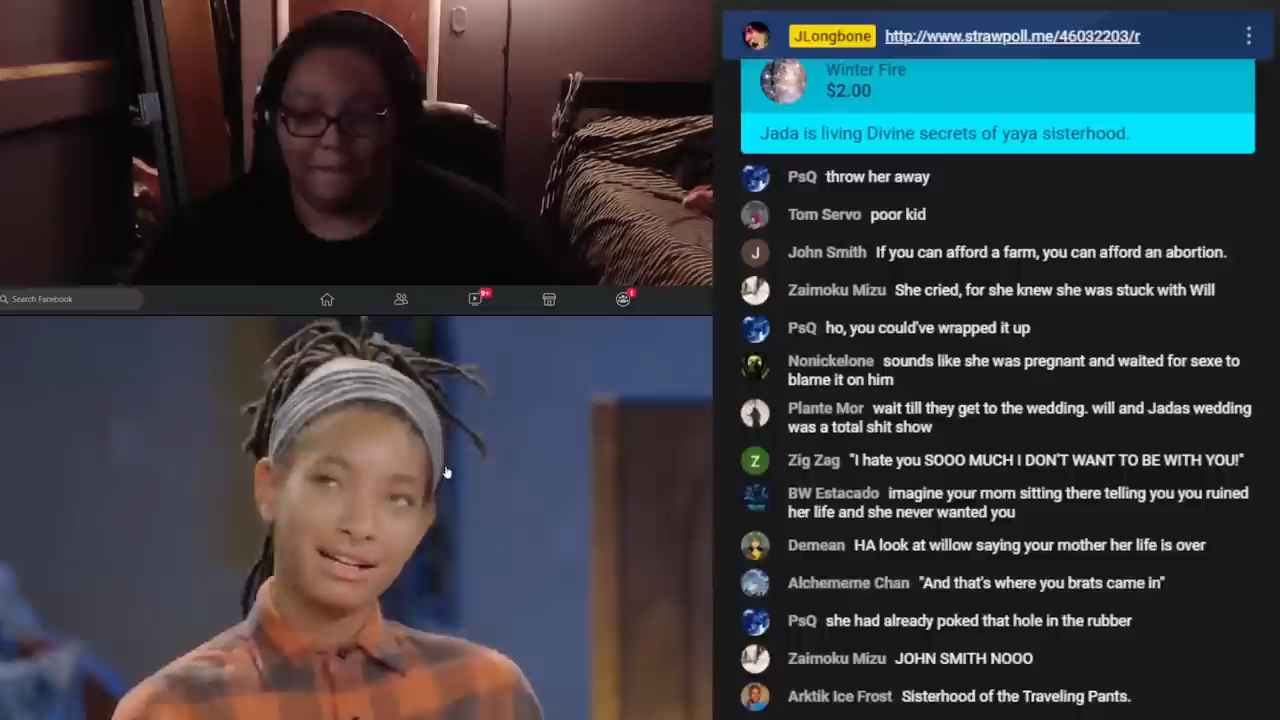 JLongbone http://www.strawpoll.me/46032203/r
Winter Fire
$2.00
Jada is living Divine secrets of yaya sisterhood.
PsQ throw her away
Tom Servo poor kid
J John Smith If you can afford a farm, you can afford an abortion.
Zaimoku Mizu She cried, for she knew she was stuck with Will
PsQ ho, you could've wrapped it up
Nonickelone sounds like she was pregnant and waited for sexe to
blame it on him
Plante Mor wait till they get to the wedding. will and Jadas wedding
was a total shit show
Z Zig Zag "I hate you SOOO MUCH I DON'T WANT TO BE WITH YOU!"
BW Estacado imagine your mom sitting there telling you you ruined
her life and she never wanted you
Demean HA look at willow saying your mother her life is over
Alchememe Chan "And that's where you brats came in"
PsQ she had already poked that hole in the rubber
Zaimoku Mizu JOHN SMITH NOOO
Arktik Ice Frost Sisterhood of the Traveling Pants.
Search Facebook
9+
1